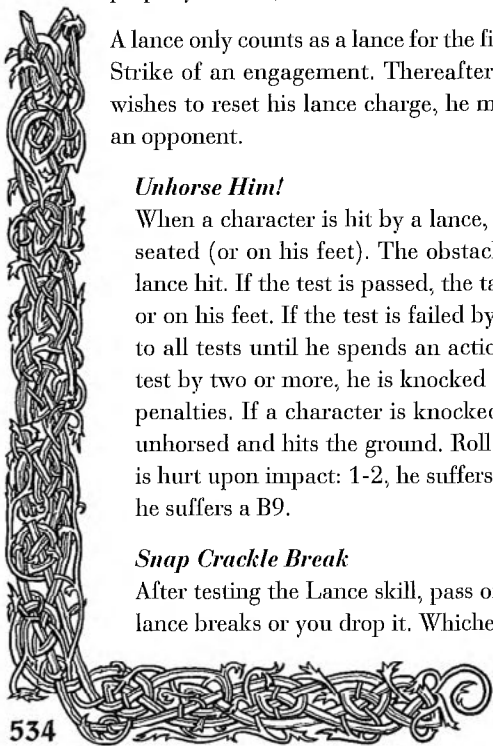 A lance only counts as a lance for the fi
Strike of an engagement. Thereafter
wishes to reset his lance charge, he m
an opponent.
Unhorse Him!
When a character is hit by a lance,
seated (or on his feet). The obstac
lance hit. If the test is passed, the ta
or on his feet. If the test is failed by
to all tests until he spends an actio
test by two or more, he is knocked
penalties. If a character is knocked
unhorsed and hits the ground. Roll
is hurt upon impact: 1-2, he suffers
he suffers a B9.
Snap Crackle Break
After testing the Lance skill, pass o
lance breaks or you drop it. Whiche
534